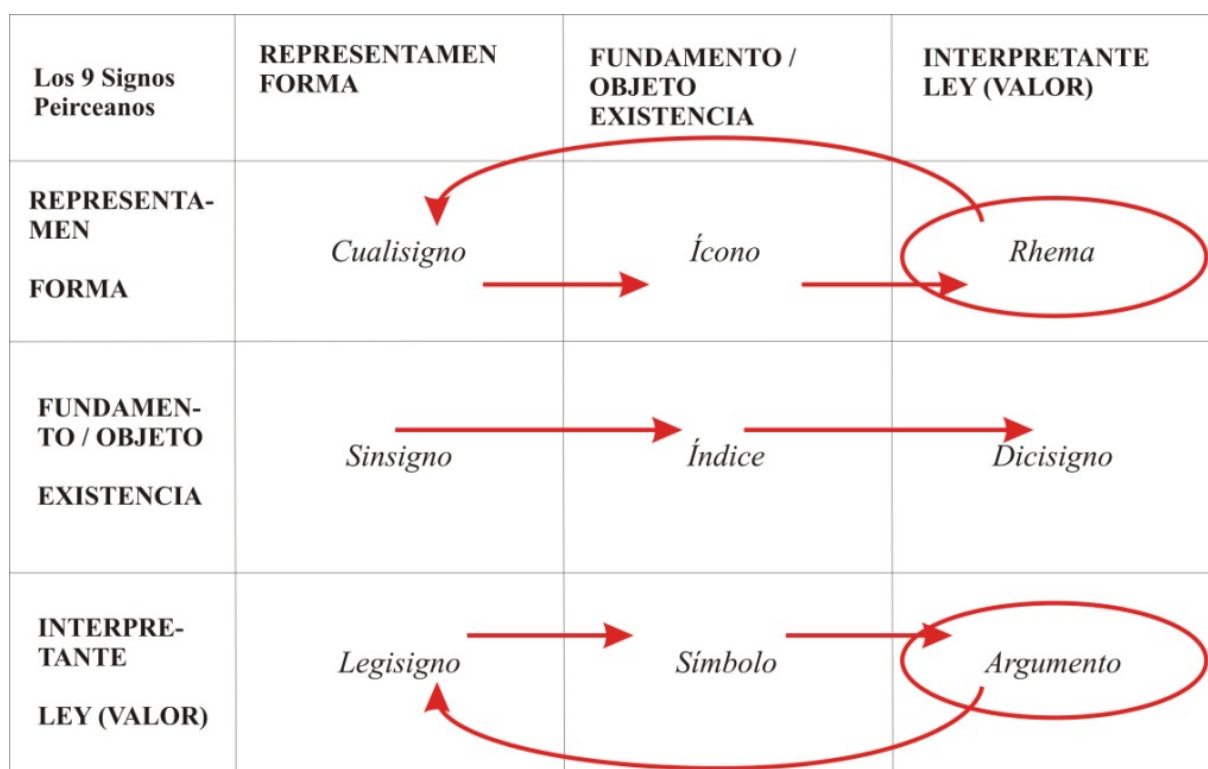 Los 9 Signos
Peirceanos
REPRESENTAMEN
FORMA
FUNDAMENTO /
OBJETO
EXISTENCIA
INTERPRETANTE
LEY (VALOR)
REPRESENTA-
MEN
FORMA
Cualisigno
Ícono
Rhema
FUNDAMEN-
TO / OBJETO
EXISTENCIA
Sinsigno
Índice
Dicisigno
INTERPRE-
TANTE
LEY (VALOR)
Legisigno
Símbolo
Argumento